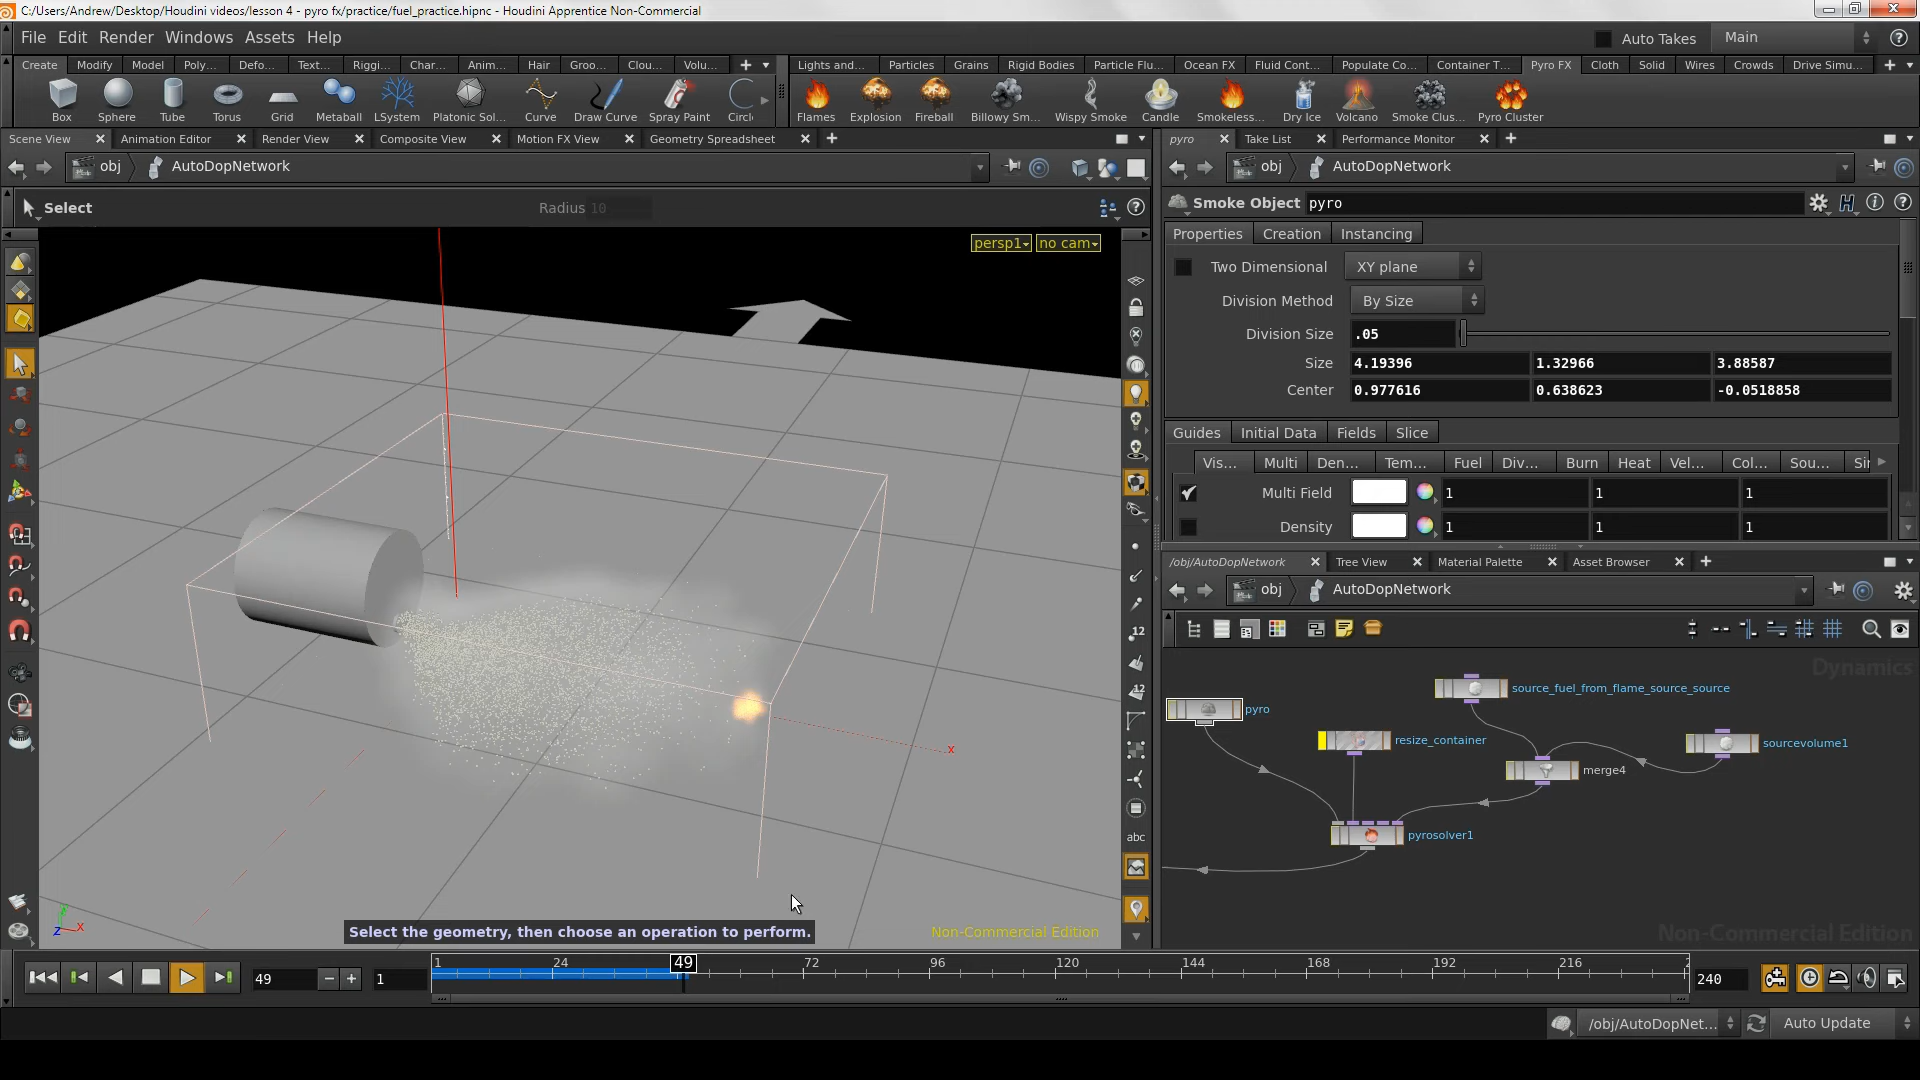 C:/Users/Andrew/Desktop/Houdini videos/lesson 4 - pyro fx/practice/fuel_practice.hipnc - Houdini Apprentice Non-Commercial
File Edit Render Windows Assets Help
Auto Takes Main
Create Modify Model Poly... Defo... Text... Riggi... Char... Anim... Hair Groo... Clou... Volu...
Lights and... Particles Grains Rigid Bodies Particle Flu... Ocean FX Fluid Cont... Populate Co... Container T... Pyro FX Cloth Solid Wires Crowds Drive Simu...
Box Sphere Tube Torus Grid Metaball LSystem Platonic Sol... Curve Draw Curve Spray Paint Circl
Flames Explosion Fireball Billowy Sm... Wispy Smoke Candle Smokeless... Dry Ice Volcano Smoke Clus... Pyro Cluster
Scene View Animation Editor Render View Composite View Motion FX View Geometry Spreadsheet
pyro Take List Performance Monitor
obj AutoDopNetwork
obj AutoDopNetwork
Select Radius 10
Smoke Object pyro
persp1 no cam
Properties Creation Instancing
Two Dimensional XY plane
Division Method By Size
Division Size .05
Size 4.19396 1.32966 3.88587
Center 0.977616 0.638623 -0.0518858
Guides Initial Data Fields Slice
Vis... Multi Den... Tem... Fuel Div... Burn Heat Vel... Col... Sou... Sii
Multi Field 1 1 1
Density 1 1 1
/obj/AutoDopNetwork Tree View Material Palette Asset Browser
obj AutoDopNetwork
12
12
abc
Dynamics
source_fuel_from_flame_source_source
pyro
resize_container
sourcevolume1
merge4
pyrosolver1
x
z x
Select the geometry, then choose an operation to perform.
Non-Commercial Edition
Non-Commercial Edition
49 1
1 24 49 72 96 120 144 168 192 216 2
240
/obj/AutoDopNet... Auto Update